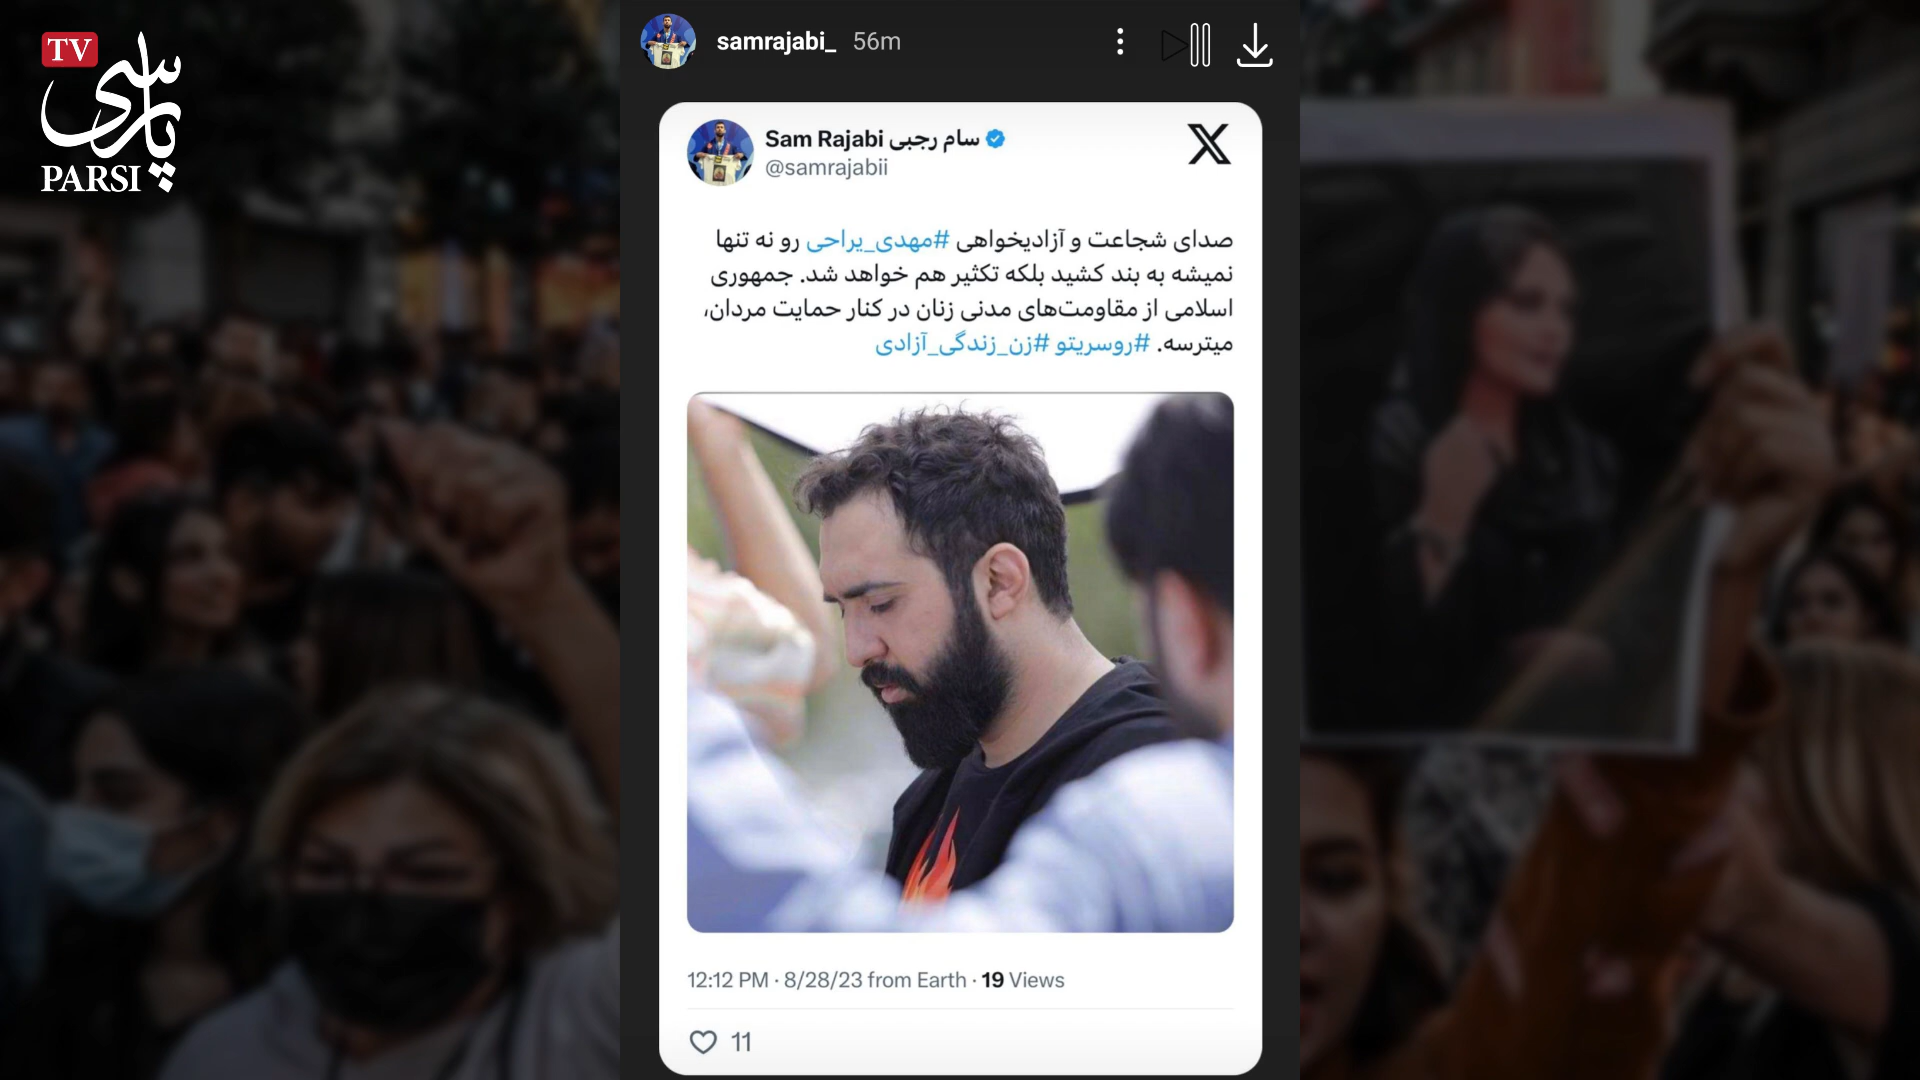 TV
پارسی
PARSI
samrajabi_ 56m
Sam Rajabi سام رجبی
@samrajabii
صدای شجاعت و آزادیخواهی #مهدی_یراحی رو نه تنها
نمیشه به بند کشید بلکه تکثیر هم خواهد شد. جمهوری
اسلامی از مقاومت‌های مدنی زنان در کنار حمایت مردان،
میترسه. #روسریتو #زن_زندگی_آزادی
12:12 PM · 8/28/23 from Earth · 19 Views
11